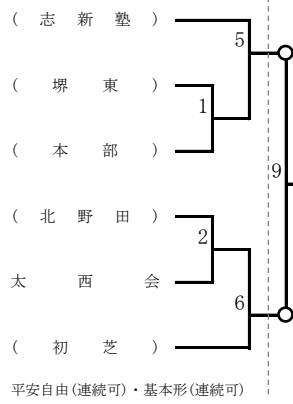 (志新塾)
5
(堺東)
1
(本部)
9
(北野田)
2
太西会
6
(初芝)
平安自由(連続可)・基本形(連続可)